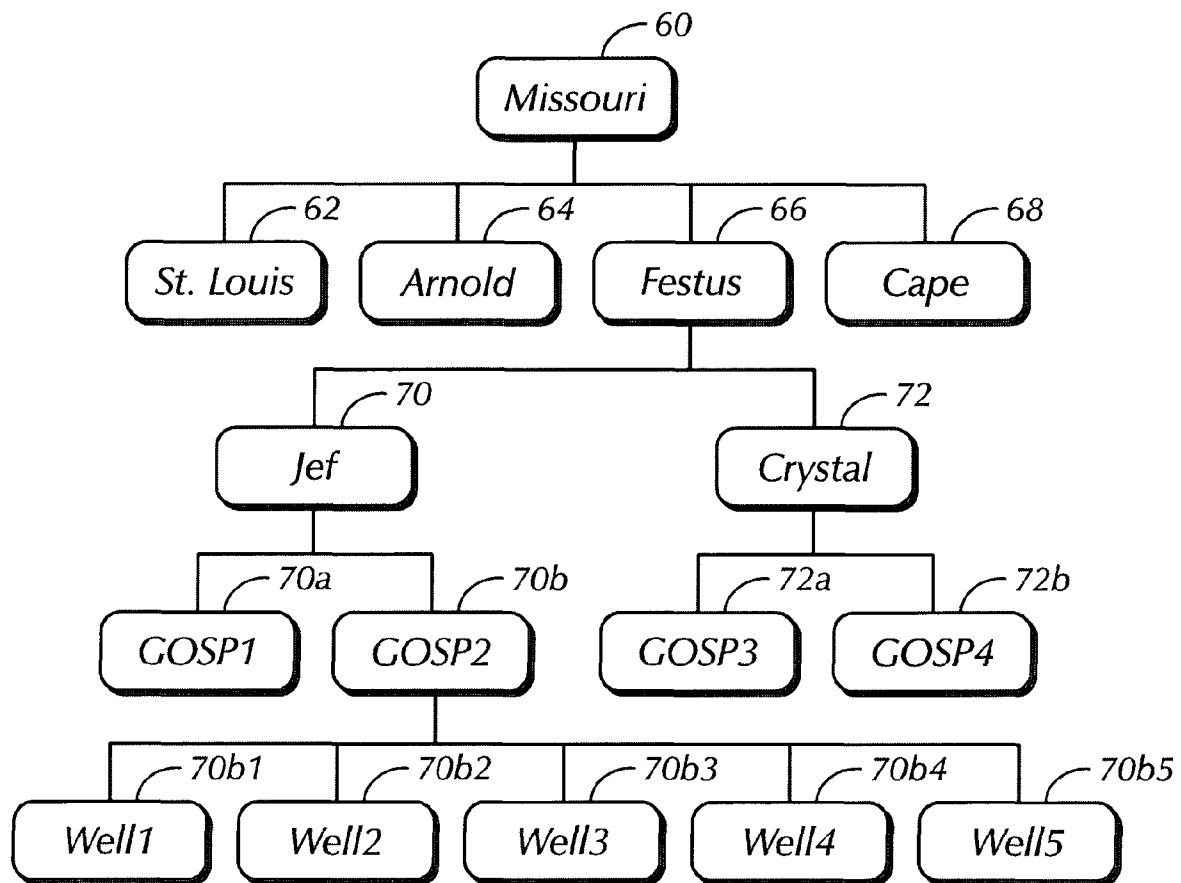 60
Missouri
62 64 66 68
St. Louis Arnold Festus Cape
70 72
Jef Crystal
70a 70b 72a 72b
GOSP1 GOSP2 GOSP3 GOSP4
70b1 70b2 70b3 70b4 70b5
Well1 Well2 Well3 Well4 Well5